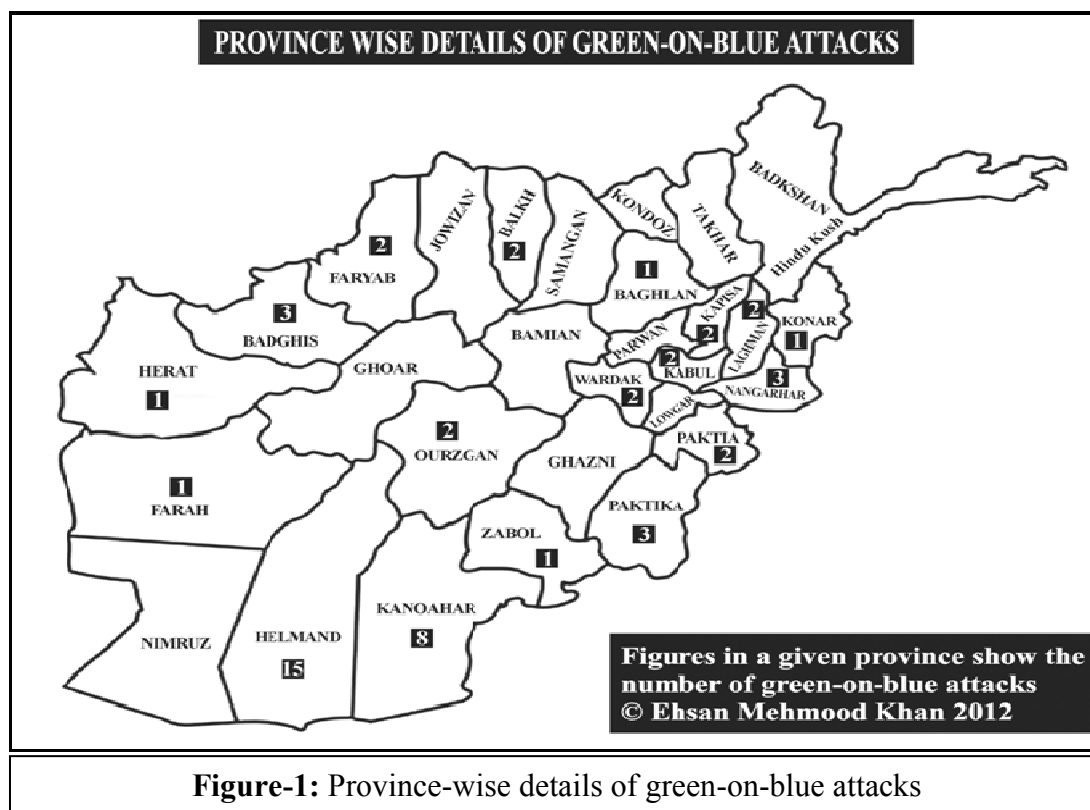 PROVINCE WISE DETAILS OF GREEN-ON-BLUE ATTACKS
BADKSHAN
Hindu Kush
TAKHAR
KONDOZ
SAMANGAN
BALKH
2
JOWIZAN
2
FARYAB
3
BADGHIS
HERAT
1
GHOAR
BAMIAN
1
BAGHLAN
KAPISA
2
PARWAN
2
LAGHMAN
KONAR
1
2
KABUL
3
NANGARHAR
WARDAK
2
LOWGAR
PAKTIA
2
2
OURZGAN
GHAZNI
PAKTIKA
3
1
FARAH
ZABOL
1
KANOAHAR
8
HELMAND
15
NIMRUZ
Figures in a given province show the
number of green-on-blue attacks
© Ehsan Mehmood Khan 2012
Figure-1: Province-wise details of green-on-blue attacks